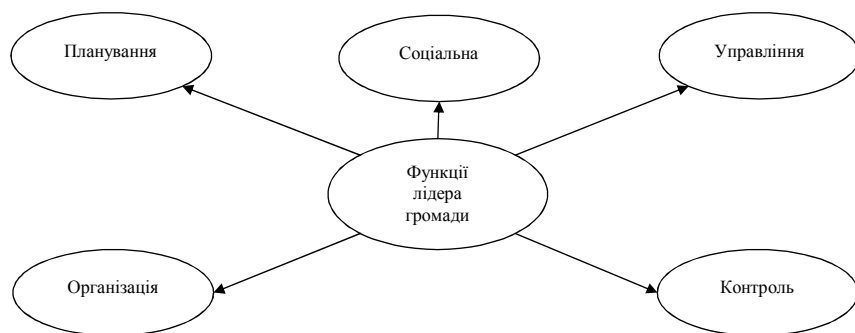 Планування
Соціальна
Управління
Функції
лідера
громади
Організація
Контроль